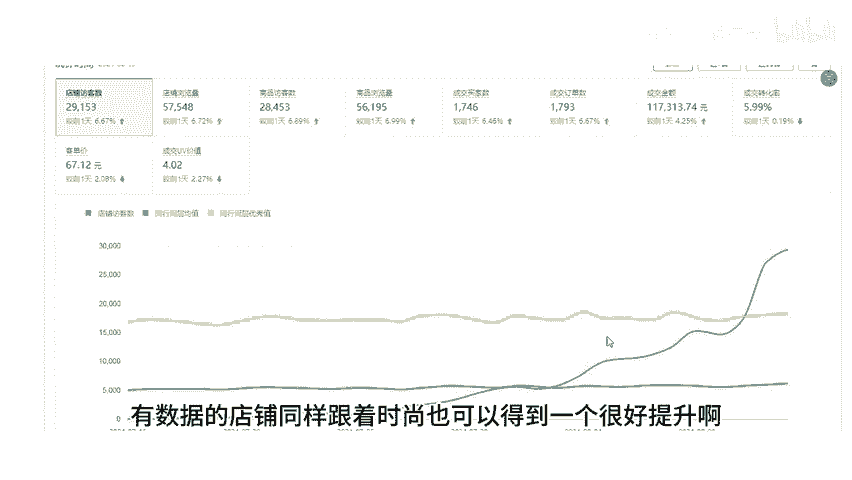 店铺访客数 店铺浏览量 商品访客数 商品浏览量 成交买家数 成交订单数 成交金额 成交转化率
29,153 57,548 28,453 56,195 1,746 1,793 117,313.74 元 5.99%
较前1天 6.67% 较前1天 6.72% 较前1天 6.89% 较前1天 6.99% 较前1天 6.46% 较前1天 6.67% 较前1天 4.25% 较前1天 0.19%
客单价 成交UV价值
67.12 元 4.02
较前1天 2.08% 较前1天 2.27%
店铺访客数 同行同层均值 同行同层优秀值
30,000
25,000
20,000
15,000
10,000
5,000
0
有数据的店铺同样跟着时尚也可以得到一个很好提升啊